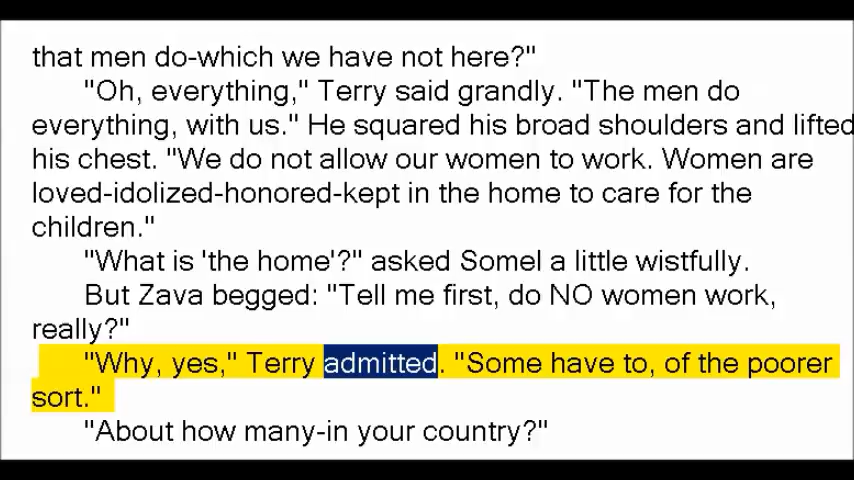 that men do-which we have not here?"
"Oh, everything," Terry said grandly. "The men do
everything, with us." He squared his broad shoulders and lifted
his chest. "We do not allow our women to work. Women are
loved-idolized-honored-kept in the home to care for the
children."
"What is 'the home'?" asked Somel a little wistfully.
But Zava begged: "Tell me first, do NO women work,
really?"
"Why, yes," Terry admitted. "Some have to, of the poorer
sort."
"About how many-in your country?"